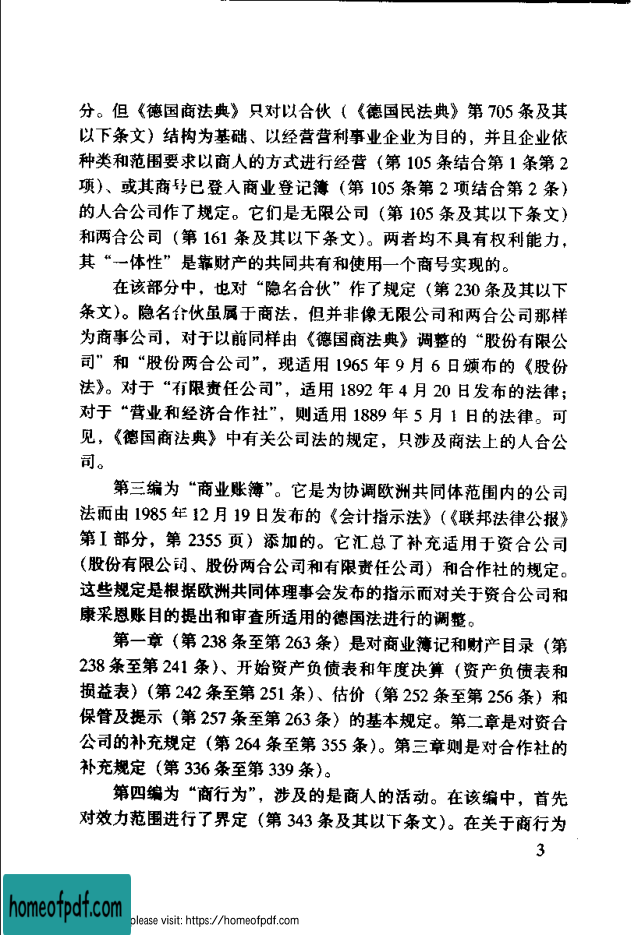 分。但《德国商法典》只对以合伙（《德国民法典》第705条及其
以下条文）结构为基础、以经营营利事业企业为目的，并且企业依
种类和范围要求以商人的方式进行经营（第105条结合第1条第2
项）、或其商号已登入商业登记簿（第105条第2项结合第2条）
的人合公司作了规定。它们是无限公司（第105条及其以下条文）
和两合公司（第161条及其以下条文）。两者均不具有权利能力，
其“一体性”是靠财产的共同共有和使用一个商号实现的。
在该部分中，也对“隐名合伙”作了规定（第230条及其以下
条文）。隐名合伙虽属于商法，但并非像无限公司和两合公司那样
为商事公司，对于以前同样由《德国商法典》调整的“股份有限公
司”和“股份两合公司”，现适用1965年9月6日颁布的《股份
法》。对于“有限责任公司”，适用1892年4月20日发布的法律；
对于“营业和经济合作社”，则适用1889年5月1日的法律。可
见，《德国商法典》中有关公司法的规定，只涉及商法上的人合公
司。
第三编为“商业账簿”。它是为协调欧洲共同体范围内的公司
法而由1985年12月19日发布的《会计指示法》（《联邦法律公报》
第Ⅰ部分，第2355页）添加的。它汇总了补充适用于资合公司
（股份有限公司、股份两合公司和有限责任公司）和合作社的规定。
这些规定是根据欧洲共同体理事会发布的指示而对关于资合公司和
康采恩账目的提出和审查所适用的德国法进行的调整。
第一章（第238条至第263条）是对商业簿记和财产目录（第
238条至第241条）、开始资产负债表和年度决算（资产负债表和
损益表）（第242条至第251条）、估价（第252条至第256条）和
保管及提示（第257条至第263条）的基本规定。第二章是对资合
公司的补充规定（第264条至第355条）。第三章则是对合作社的
补充规定（第336条至第339条）。
第四编为“商行为”，涉及的是商人的活动。在该编中，首先
对效力范围进行了界定（第343条及其以下条文）。在关于商行为
3
homeofpdf.com
please visit: https://homeofpdf.com